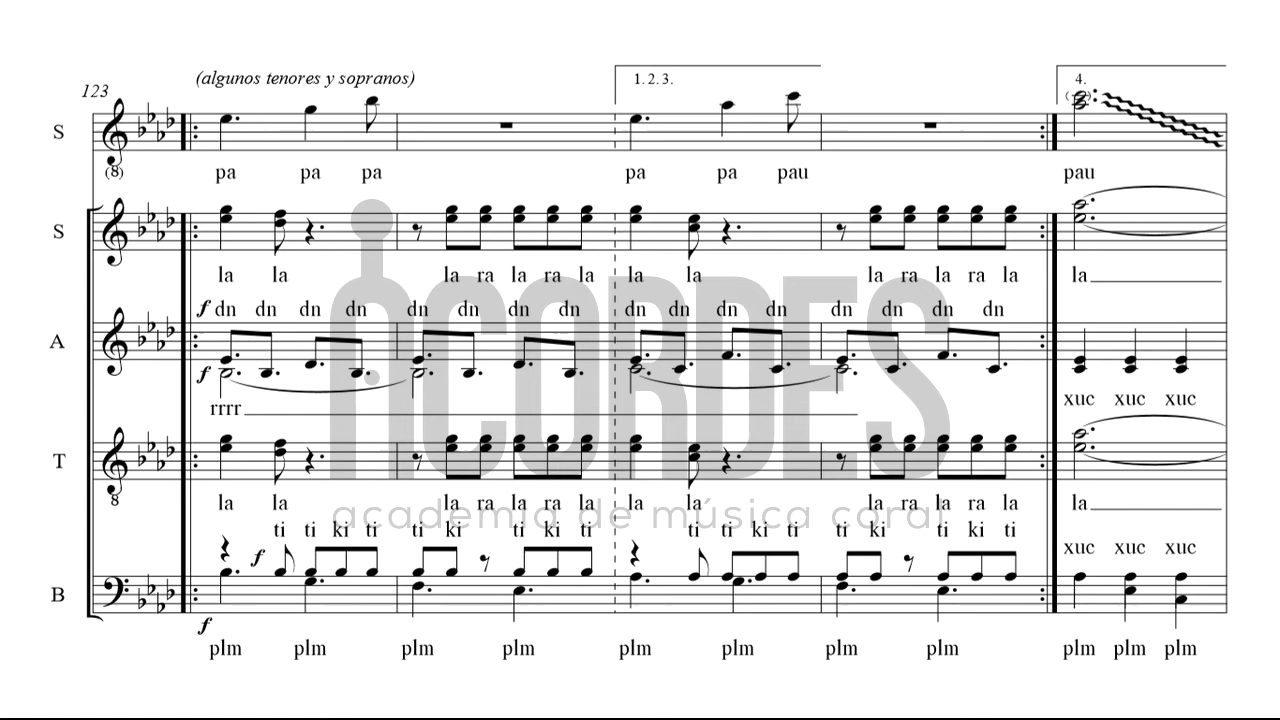 (algunos tenores y sopranos)
1. 2. 3.
4.
123
S
(8)
pa pa pa pa pa pau pau
S
la la la ra la ra la la la la ra la ra la la
f dn dn dn dn dn dn dn dn dn dn dn dn dn dn dn dn
A
f
xuc xuc xuc
rrrr
T
8
la la la ra la ra la la la la ra la ra la la
ti ti ki ti ti ki ti ki ti ti ti ki ti ti ki ti ki ti
f
xuc xuc xuc
B
f
plm plm plm plm plm plm plm plm plm plm plm
ACORDES
academia de música coral